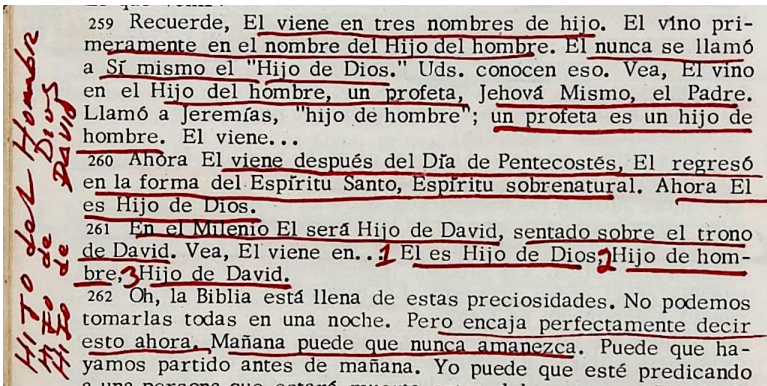 259 Recuerde, El viene en tres nombres de hijo. El vino pri-
meramente en el nombre del Hijo del hombre. El nunca se llamó
a Sí mismo el "Hijo de Dios." Uds. conocen eso. Vea, El vino
en el Hijo del hombre, un profeta, Jehová Mismo, el Padre.
Llamó a Jeremías, "hijo de hombre"; un profeta es un hijo de
hombre. El viene...
260 Ahora El viene después del Día de Pentecostés, El regresó
en la forma del Espíritu Santo, Espíritu sobrenatural. Ahora El
es Hijo de Dios.
261 En el Milenio El será Hijo de David, sentado sobre el trono
de David. Vea, El viene en...1 El es Hijo de Dios,2 Hijo de hom-
bre,3 Hijo de David.
262 Oh, la Biblia está llena de estas preciosidades. No podemos
tomarlas todas en una noche. Pero encaja perfectamente decir
esto ahora. Mañana puede que nunca amanezca. Puede que ha-
yamos partido antes de mañana. Yo puede que esté predicando
HIJO del Hombre
HIJO de DIOS
HIJO de DAVID